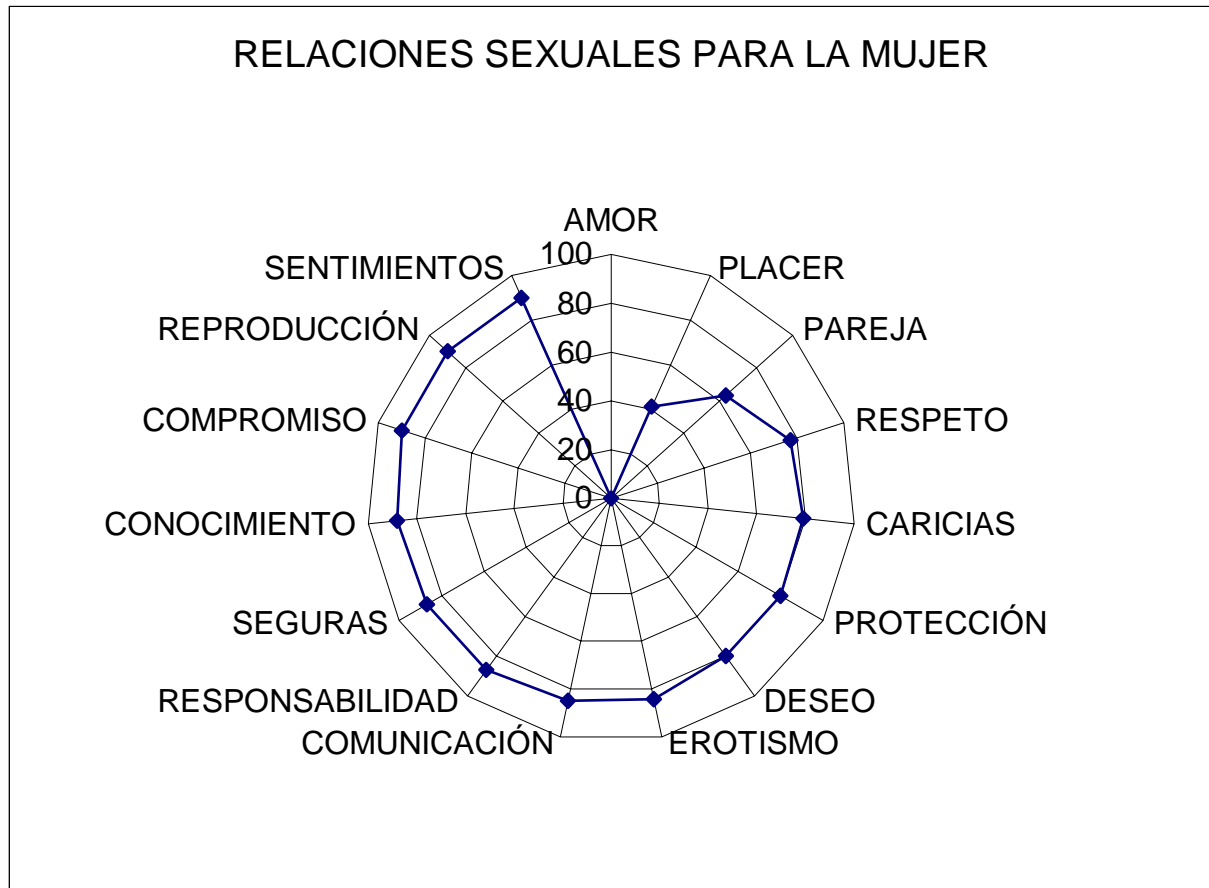 RELACIONES SEXUALES PARA LA MUJER
AMOR
PLACER
PAREJA
RESPETO
CARICIAS
PROTECCIÓN
DESEO
EROTISMO
COMUNICACIÓN
RESPONSABILIDAD
SEGURAS
CONOCIMIENTO
COMPROMISO
REPRODUCCIÓN
SENTIMIENTOS
100
80
60
40
20
0